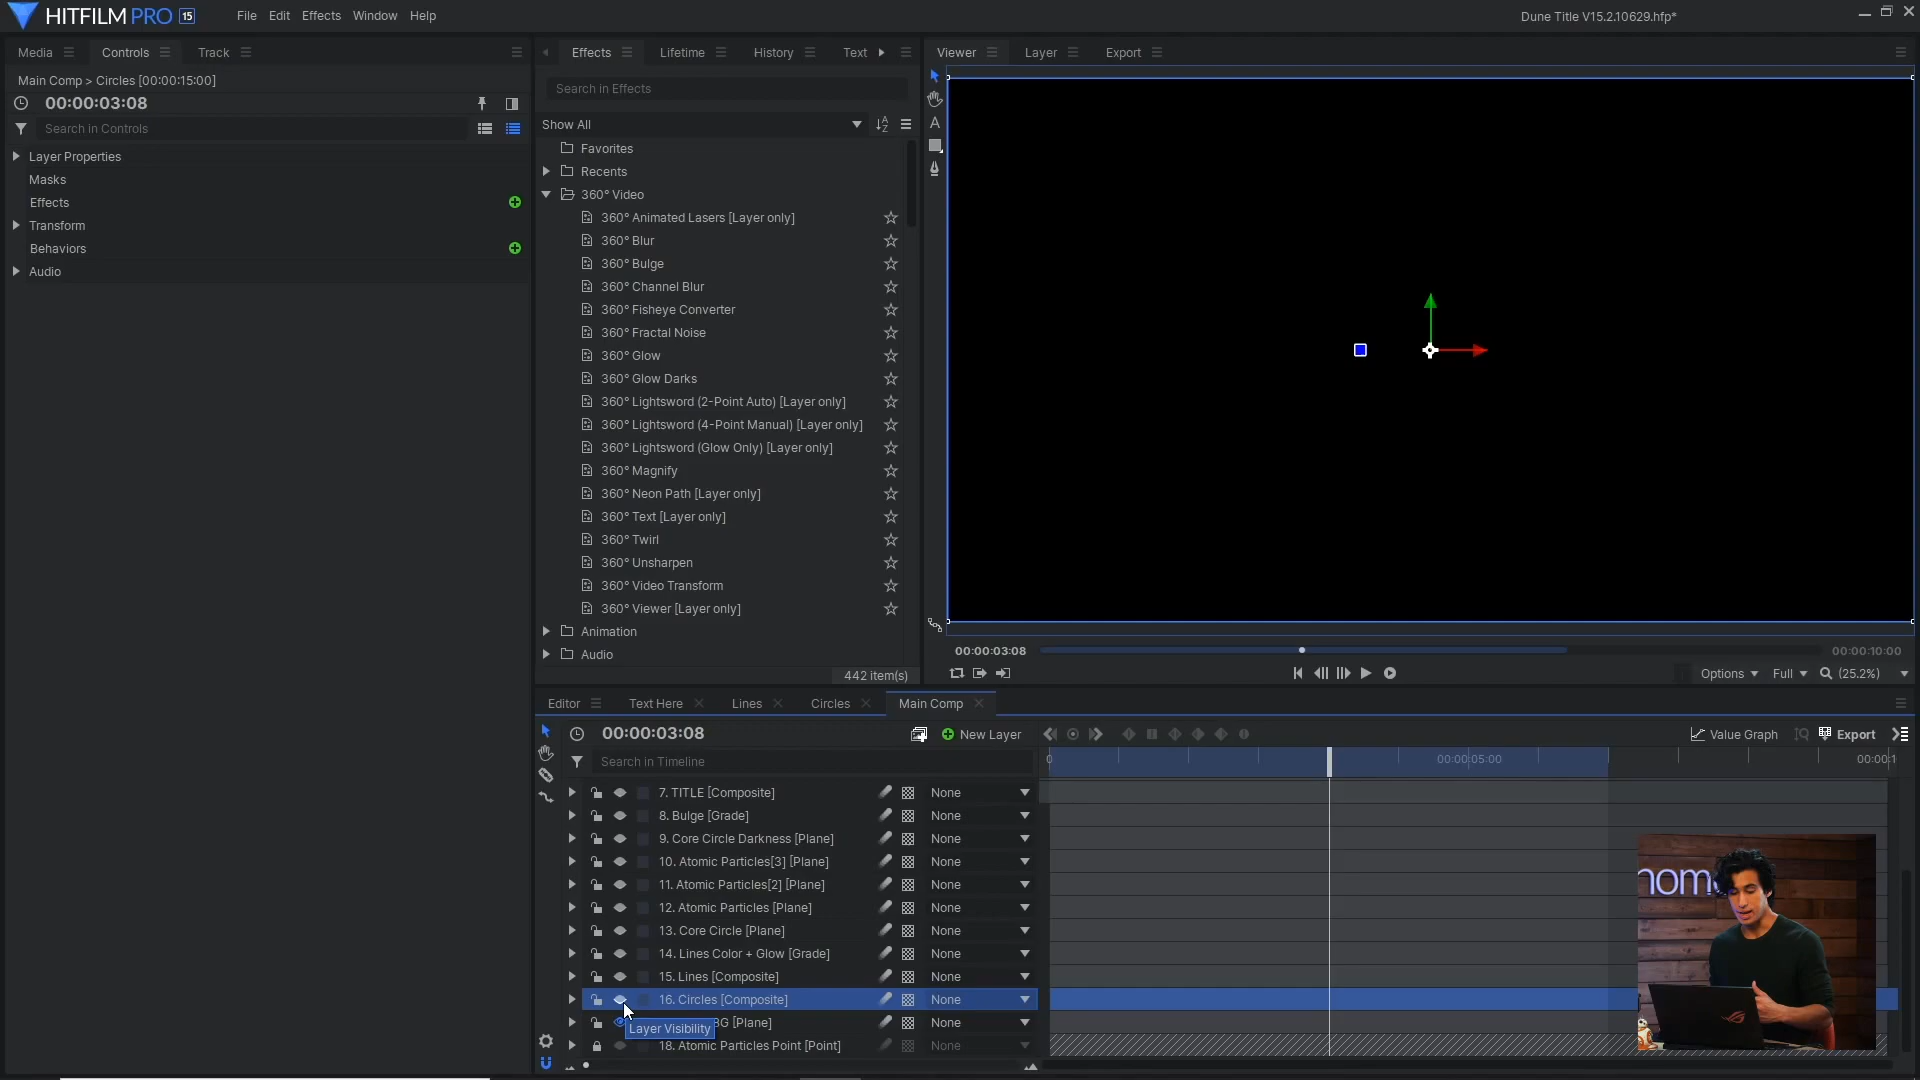 HITFILM PRO 15
File Edit Effects Window Help
Dune Title V15.2.10629.hfp*
Media
Controls
Track
Effects
Lifetime
History
Text
Viewer
Layer
Export
Main Comp > Circles [00:00:15:00]
00:00:03:08
Search in Controls
Layer Properties
Masks
Effects
Transform
Behaviors
Audio
Search in Effects
Show All
Favorites
Recents
360° Video
360° Animated Lasers [Layer only]
360° Blur
360° Bulge
360° Channel Blur
360° Fisheye Converter
360° Fractal Noise
360° Glow
360° Glow Darks
360° Lightsword (2-Point Auto) [Layer only]
360° Lightsword (4-Point Manual) [Layer only]
360° Lightsword (Glow Only) [Layer only]
360° Magnify
360° Neon Path [Layer only]
360° Text [Layer only]
360° Twirl
360° Unsharpen
360° Video Transform
360° Viewer [Layer only]
Animation
Audio
442 item(s)
00:00:03:08
00:00:10:00
Options
Full
(25.2%)
Editor
Text Here
Lines
Circles
Main Comp
00:00:03:08
New Layer
Value Graph
Export
Search in Timeline
0
00:00:05:00
00:00:1
7. TITLE [Composite] None
8. Bulge [Grade] None
9. Core Circle Darkness [Plane] None
10. Atomic Particles[3] [Plane] None
11. Atomic Particles[2] [Plane] None
12. Atomic Particles [Plane] None
13. Core Circle [Plane] None
14. Lines Color + Glow [Grade] None
15. Lines [Composite] None
16. Circles [Composite] None
BG [Plane] None
Layer Visibility
18. Atomic Particles Point [Point] None
hom